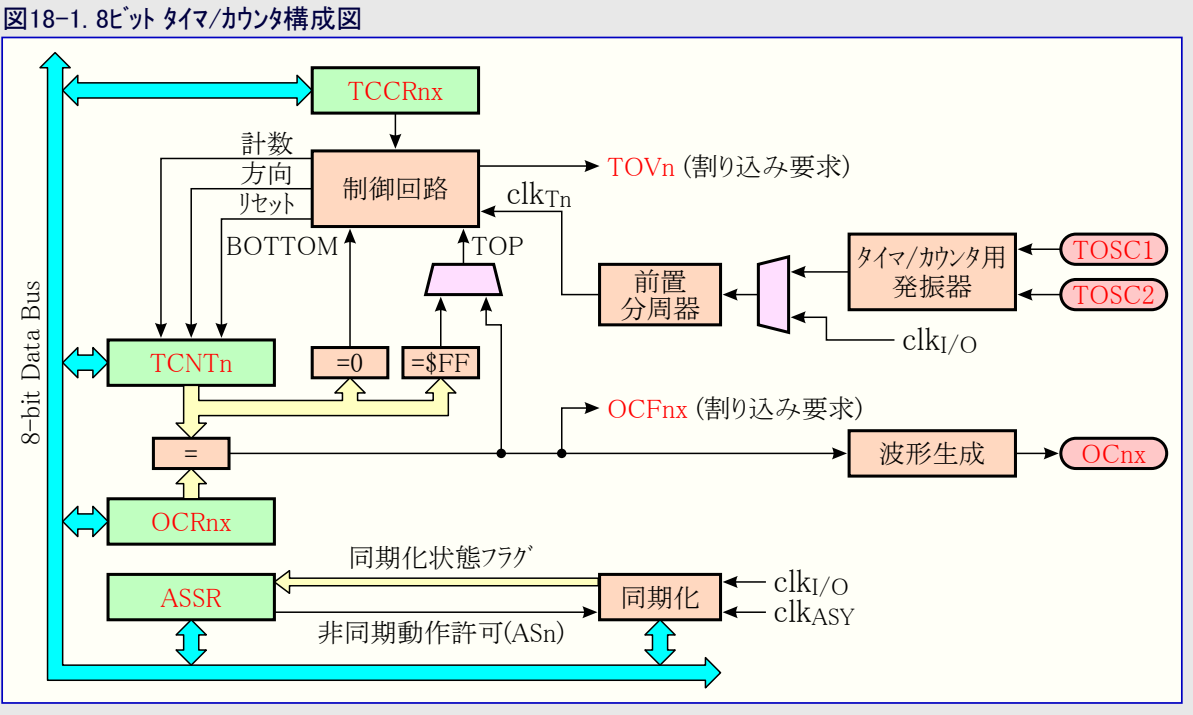 図18-1. 8ビット タイマ/カウンタ構成図
TCCRnx
計数
方向
リセット
制御回路
TOVn (割り込み要求)
clkTn
BOTTOM
TOP
前置
分周器
タイマ/カウンタ用
発振器
TOSC1
TOSC2
clkI/O
8-bit Data Bus
TCNTn
=0
=$FF
OCFnx (割り込み要求)
=
波形生成
OCnx
OCRnx
同期化状態フラグ
ASSR
同期化
clkI/O
clkASY
非同期動作許可(ASn)